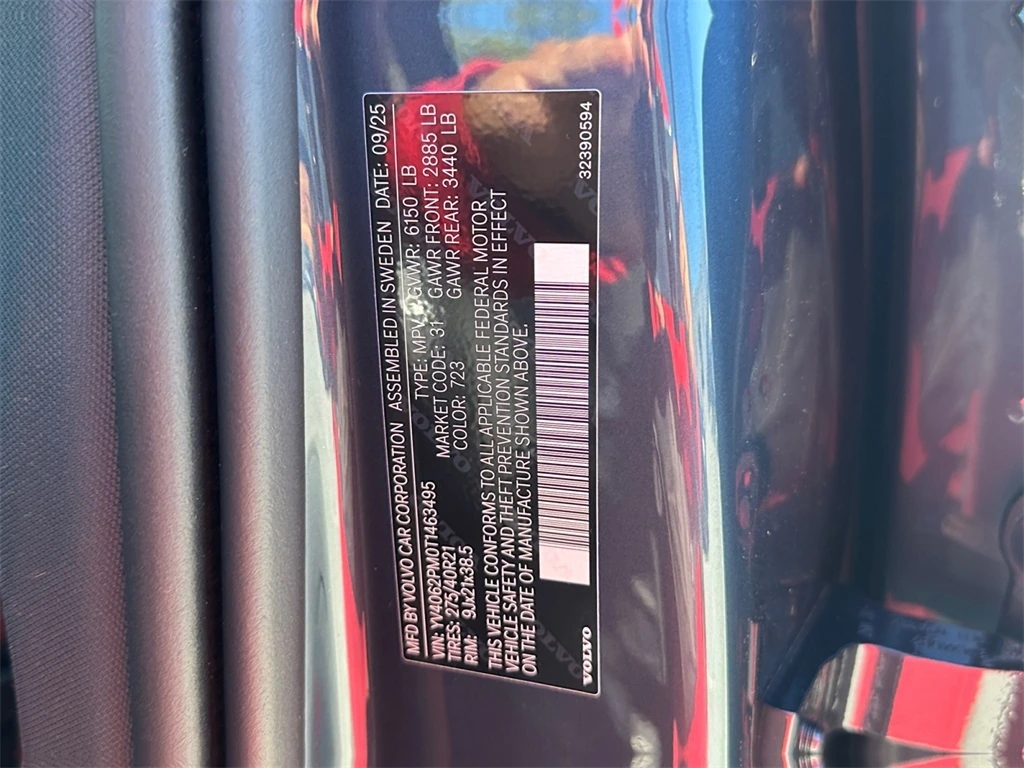 MFD BY VOLVO CAR CORPORATION ASSEMBLED IN SWEDEN DATE: 09/25
VIN: YV4062PM0T1463495 TYPE: MPV GVWR: 6150 LB
TIRES: 275/40R21 MARKET CODE: 31 GAWR FRONT: 2885 LB
RIM: 9Jx21x38.5 COLOR: 723 GAWR REAR: 3440 LB
THIS VEHICLE CONFORMS TO ALL APPLICABLE FEDERAL MOTOR
VEHICLE SAFETY AND THEFT PREVENTION STANDARDS IN EFFECT
ON THE DATE OF MANUFACTURE SHOWN ABOVE.
VOLVO 32390594